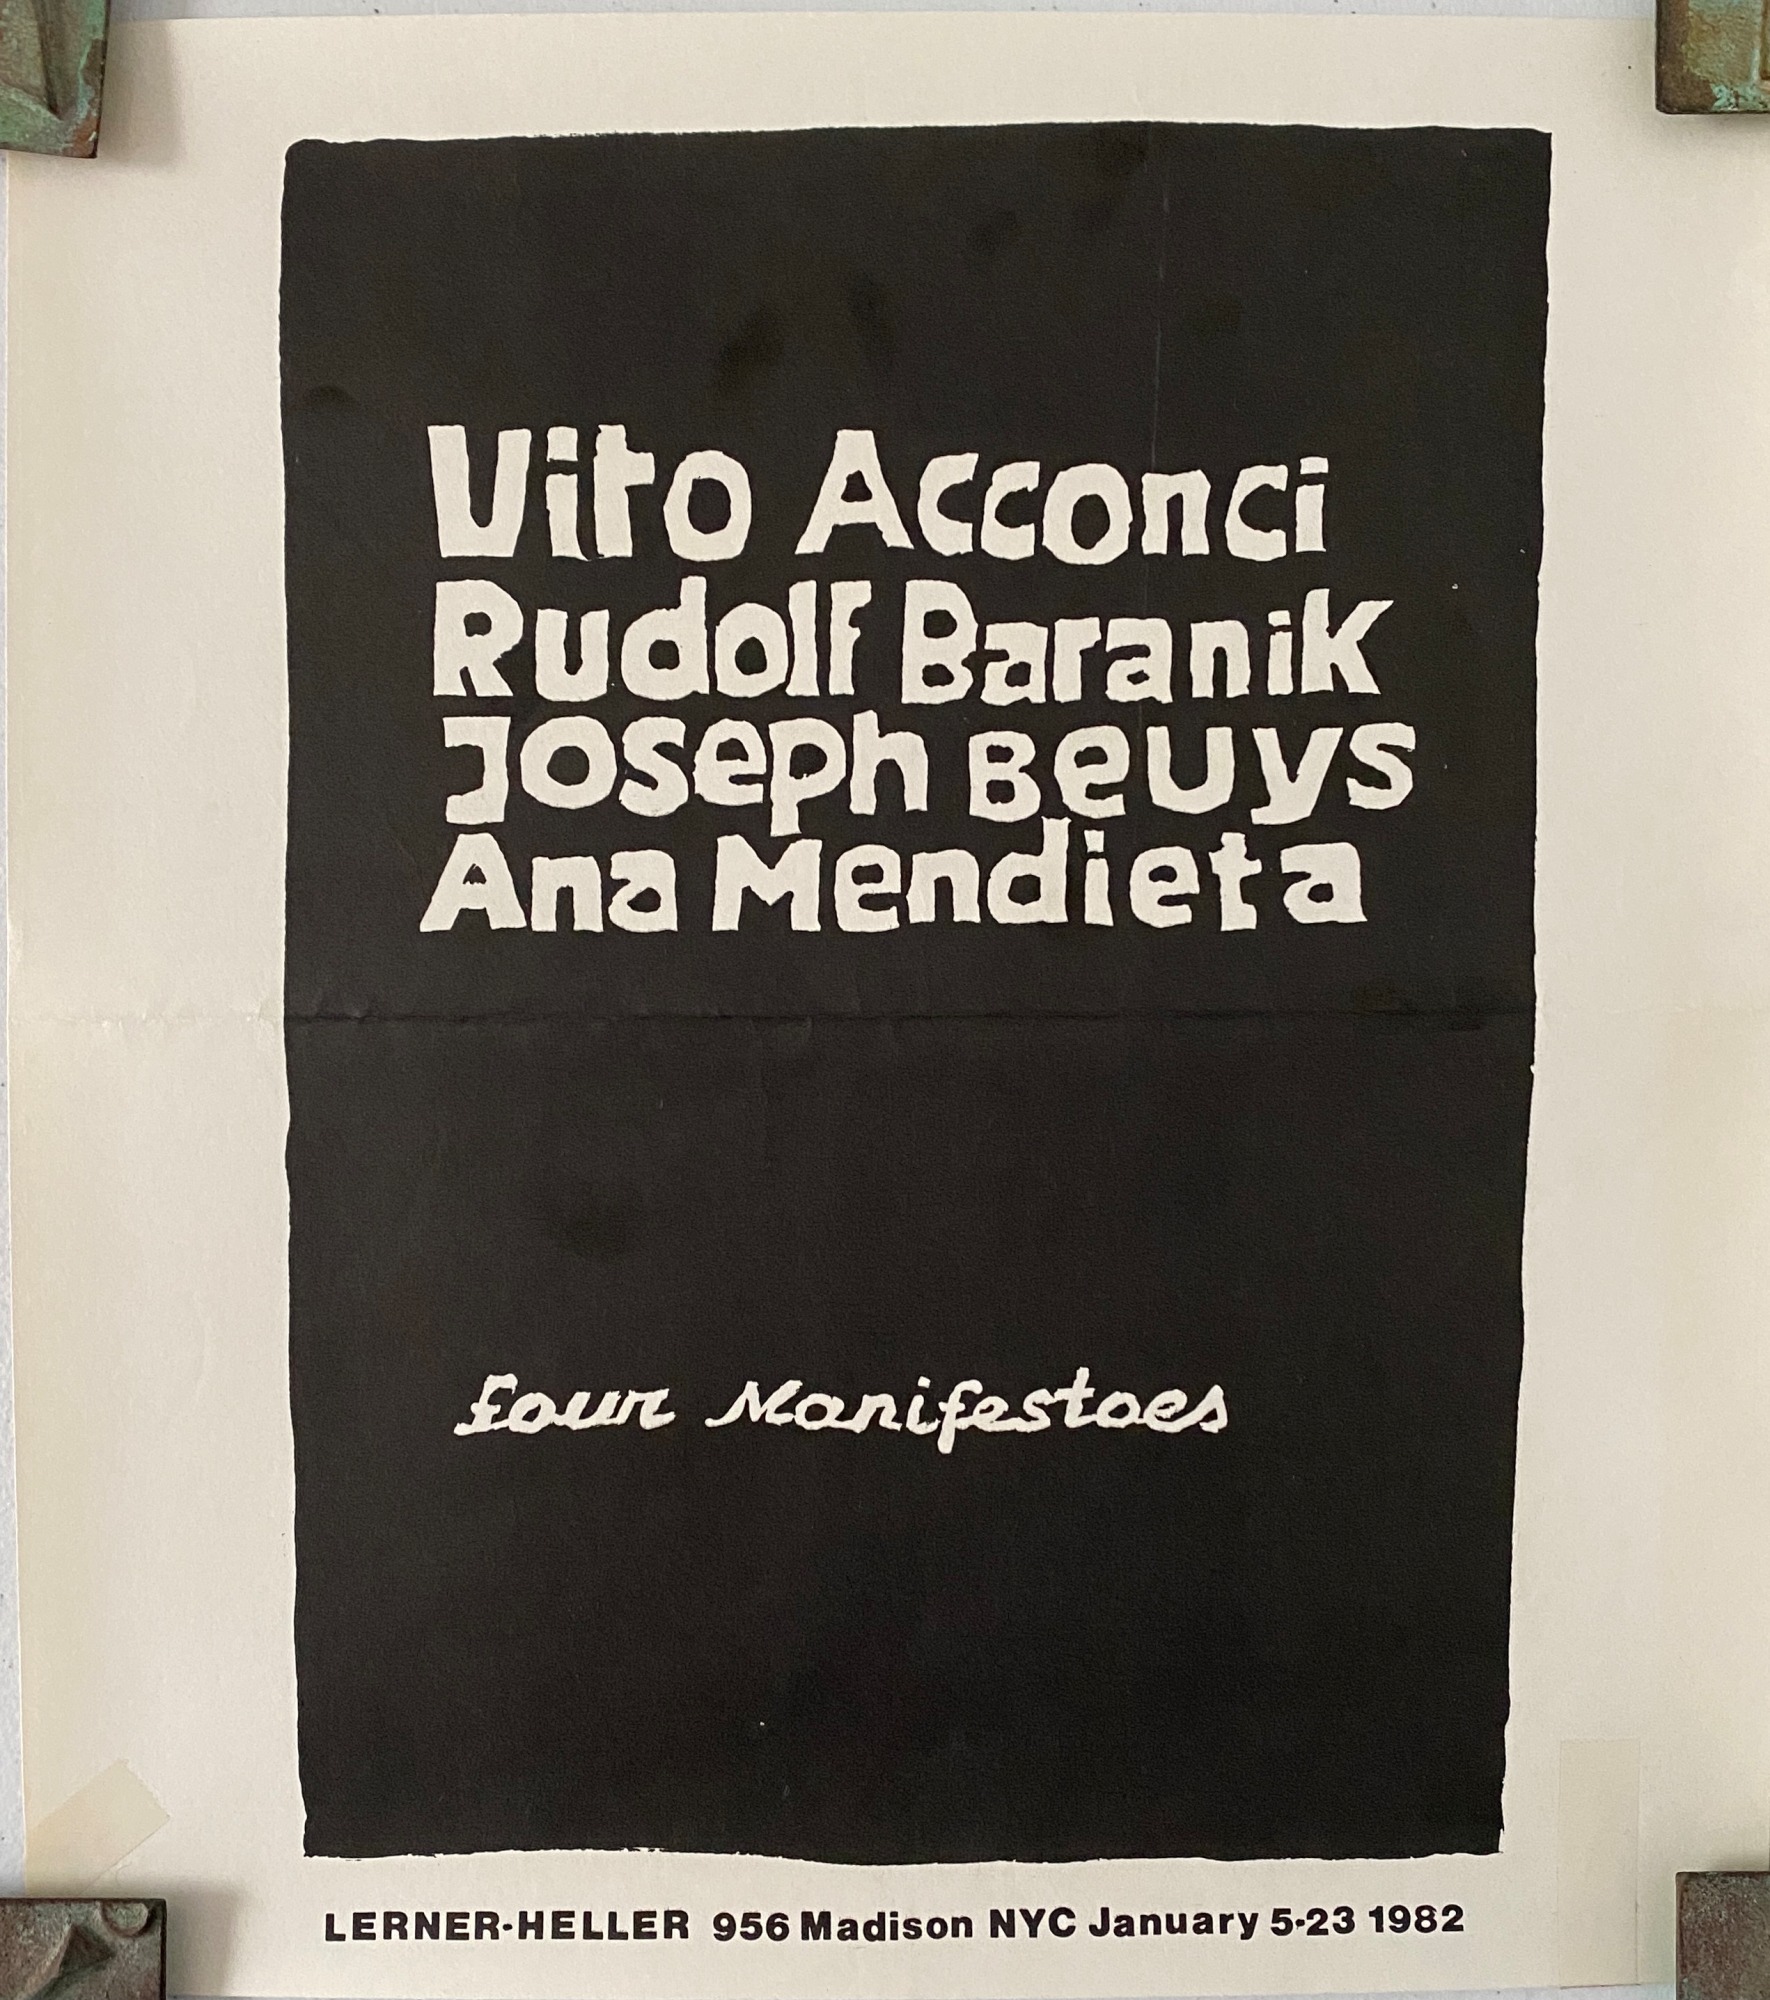 Vito Acconci
Rudolf Baranik
Joseph Beuys
Ana Mendieta
four Manifestoes
LERNER-HELLER 956 Madison NYC January 5-23 1982